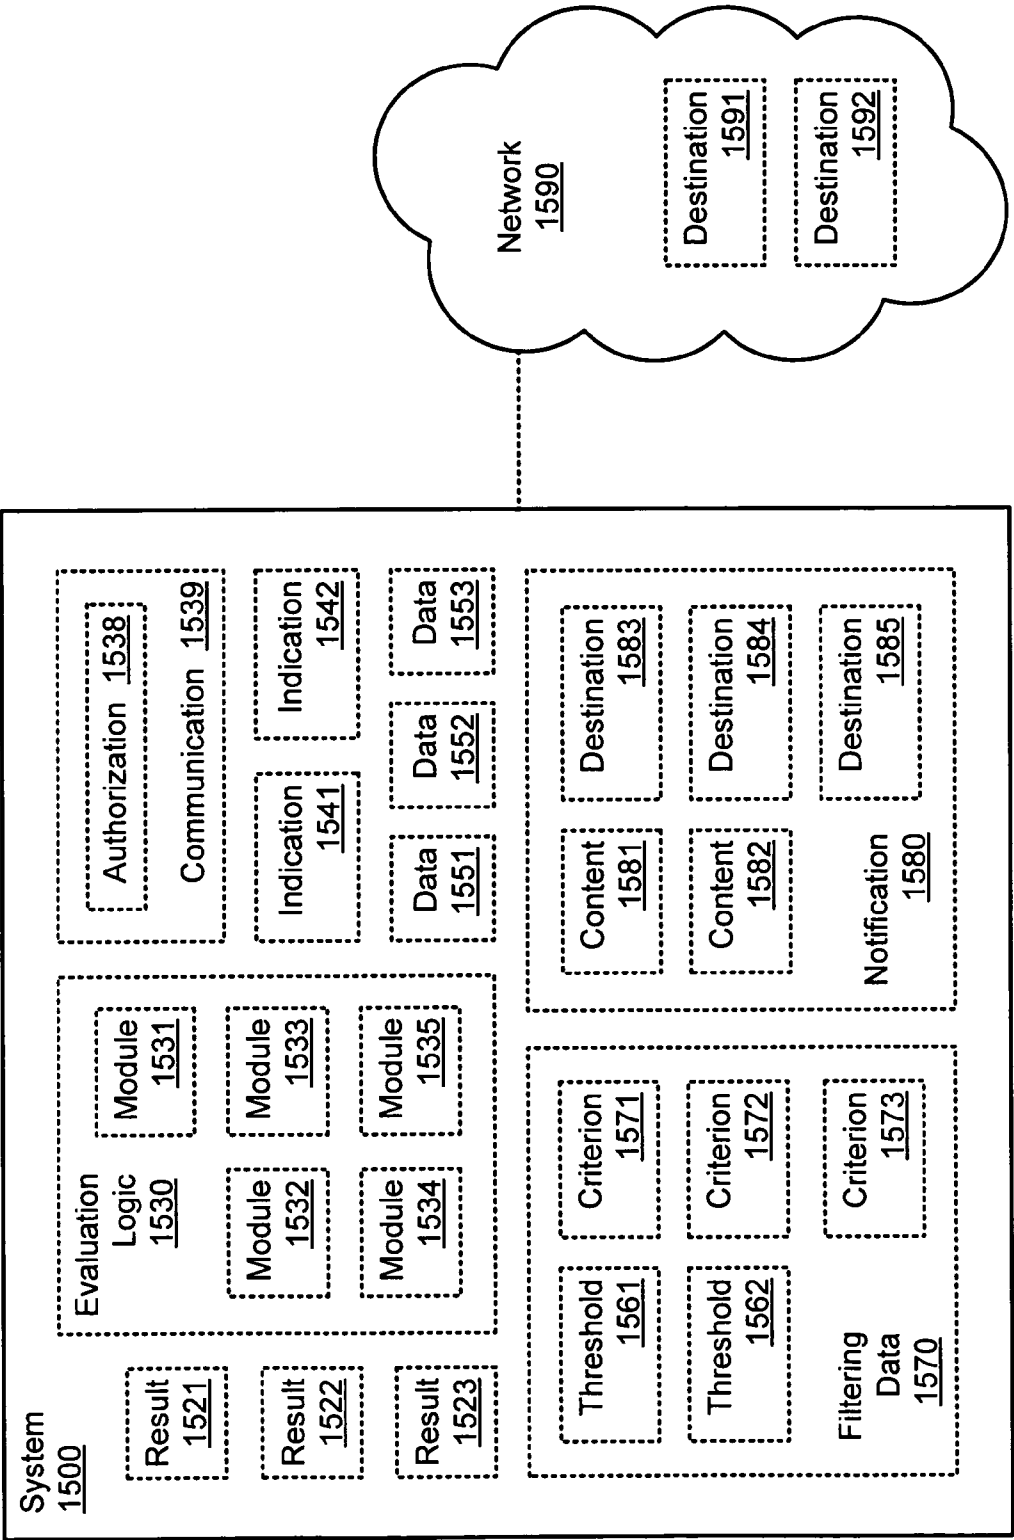 System
1500
Result
1521
Result
1522
Result
1523
Evaluation
Logic
1530
Module
1531
Module
1532
Module
1533
Module
1534
Module
1535
Authorization 1538
Communication 1539
Indication
1541
Indication
1542
Data
1551
Data
1552
Data
1553
Threshold
1561
Threshold
1562
Criterion
1571
Criterion
1572
Criterion
1573
Filtering
Data
1570
Content
1581
Content
1582
Destination
1583
Destination
1584
Destination
1585
Notification
1580
Network
1590
Destination
1591
Destination
1592